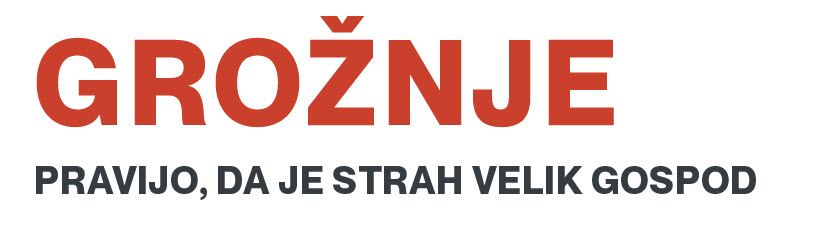 GROŽNJE
PRAVIJO, DA JE STRAH VELIK GOSPOD